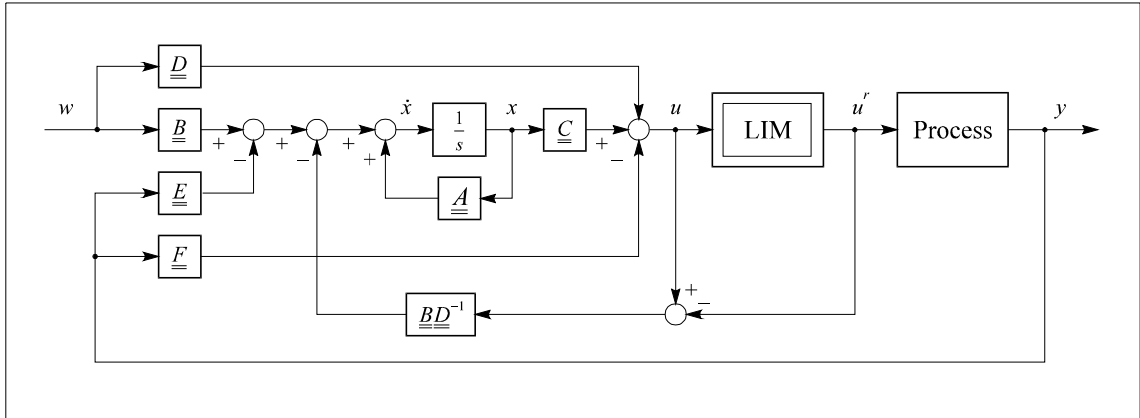 D
w
B
+
−
+
−
+
+
ẋ
1
s
x
C
+
−
u
LIM
u^r
Process
y
E
A
F
+
−
BD^−1